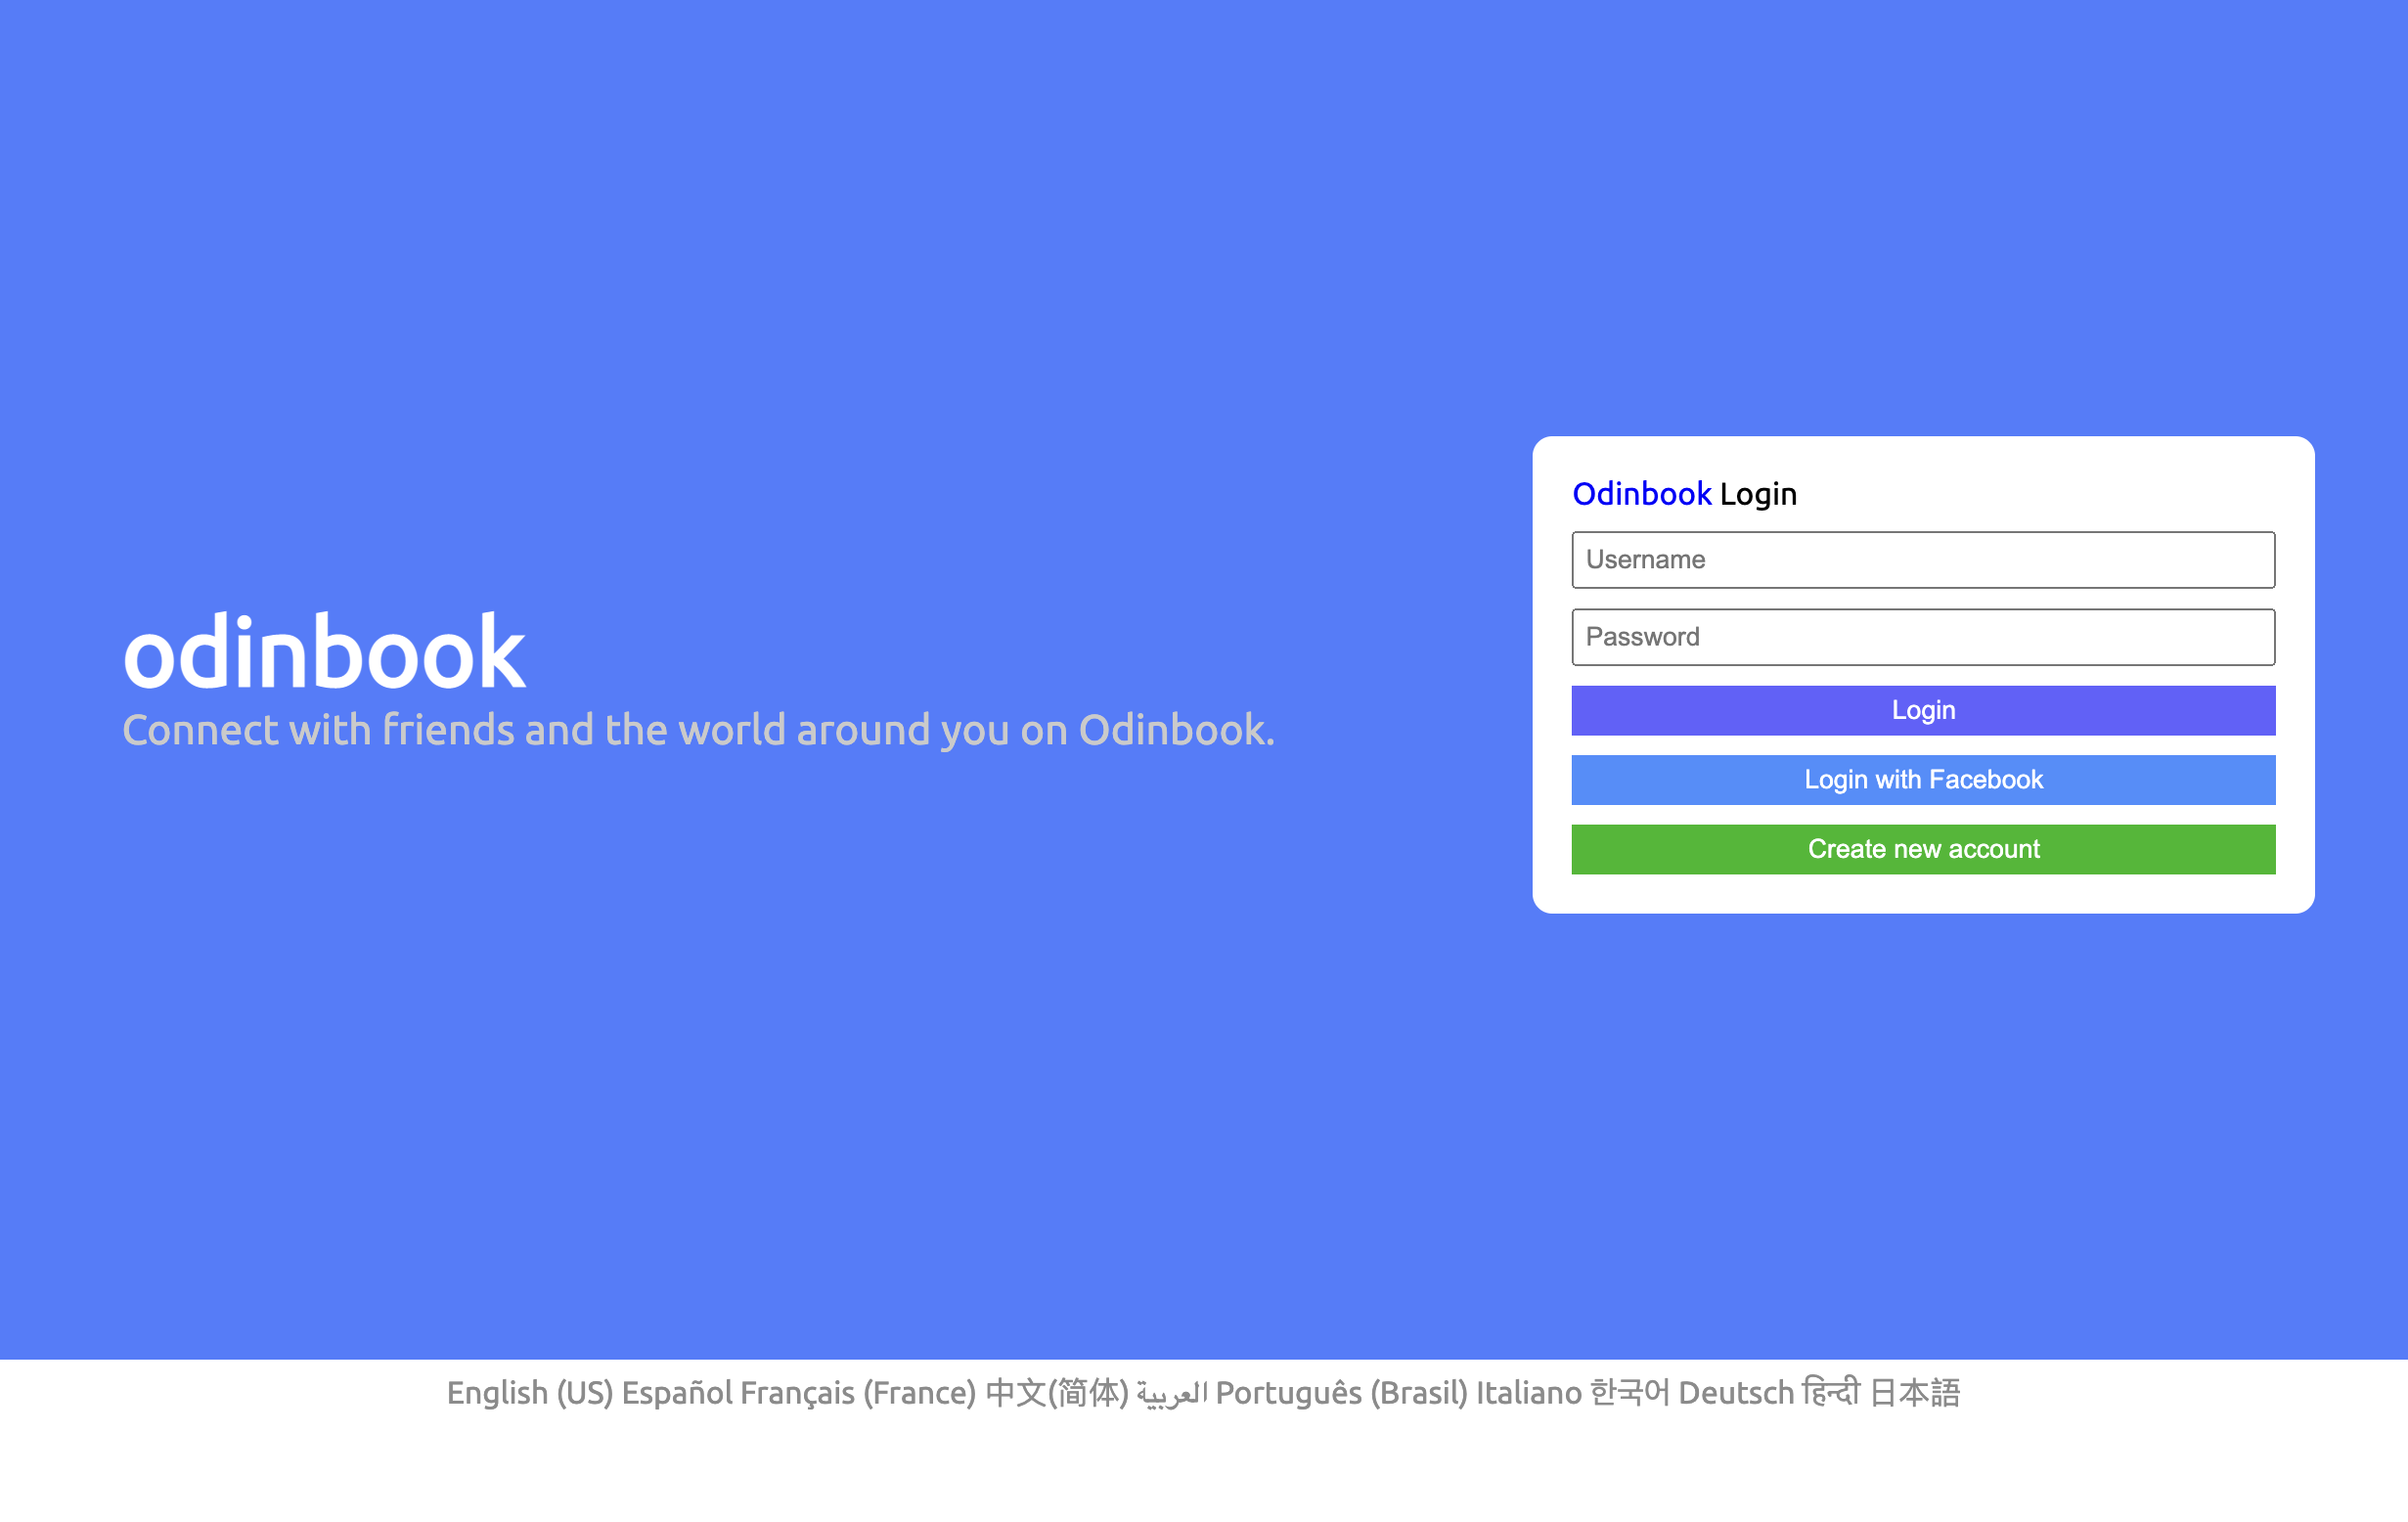 odinbook
Connect with friends and the world around you on Odinbook.
Odinbook Login
Username
Password
Login
Login with Facebook
Create new account
English (US) Español Français (France) 中文(简体) العربية Português (Brasil) Italiano 한국어 Deutsch हिन्दी 日本語